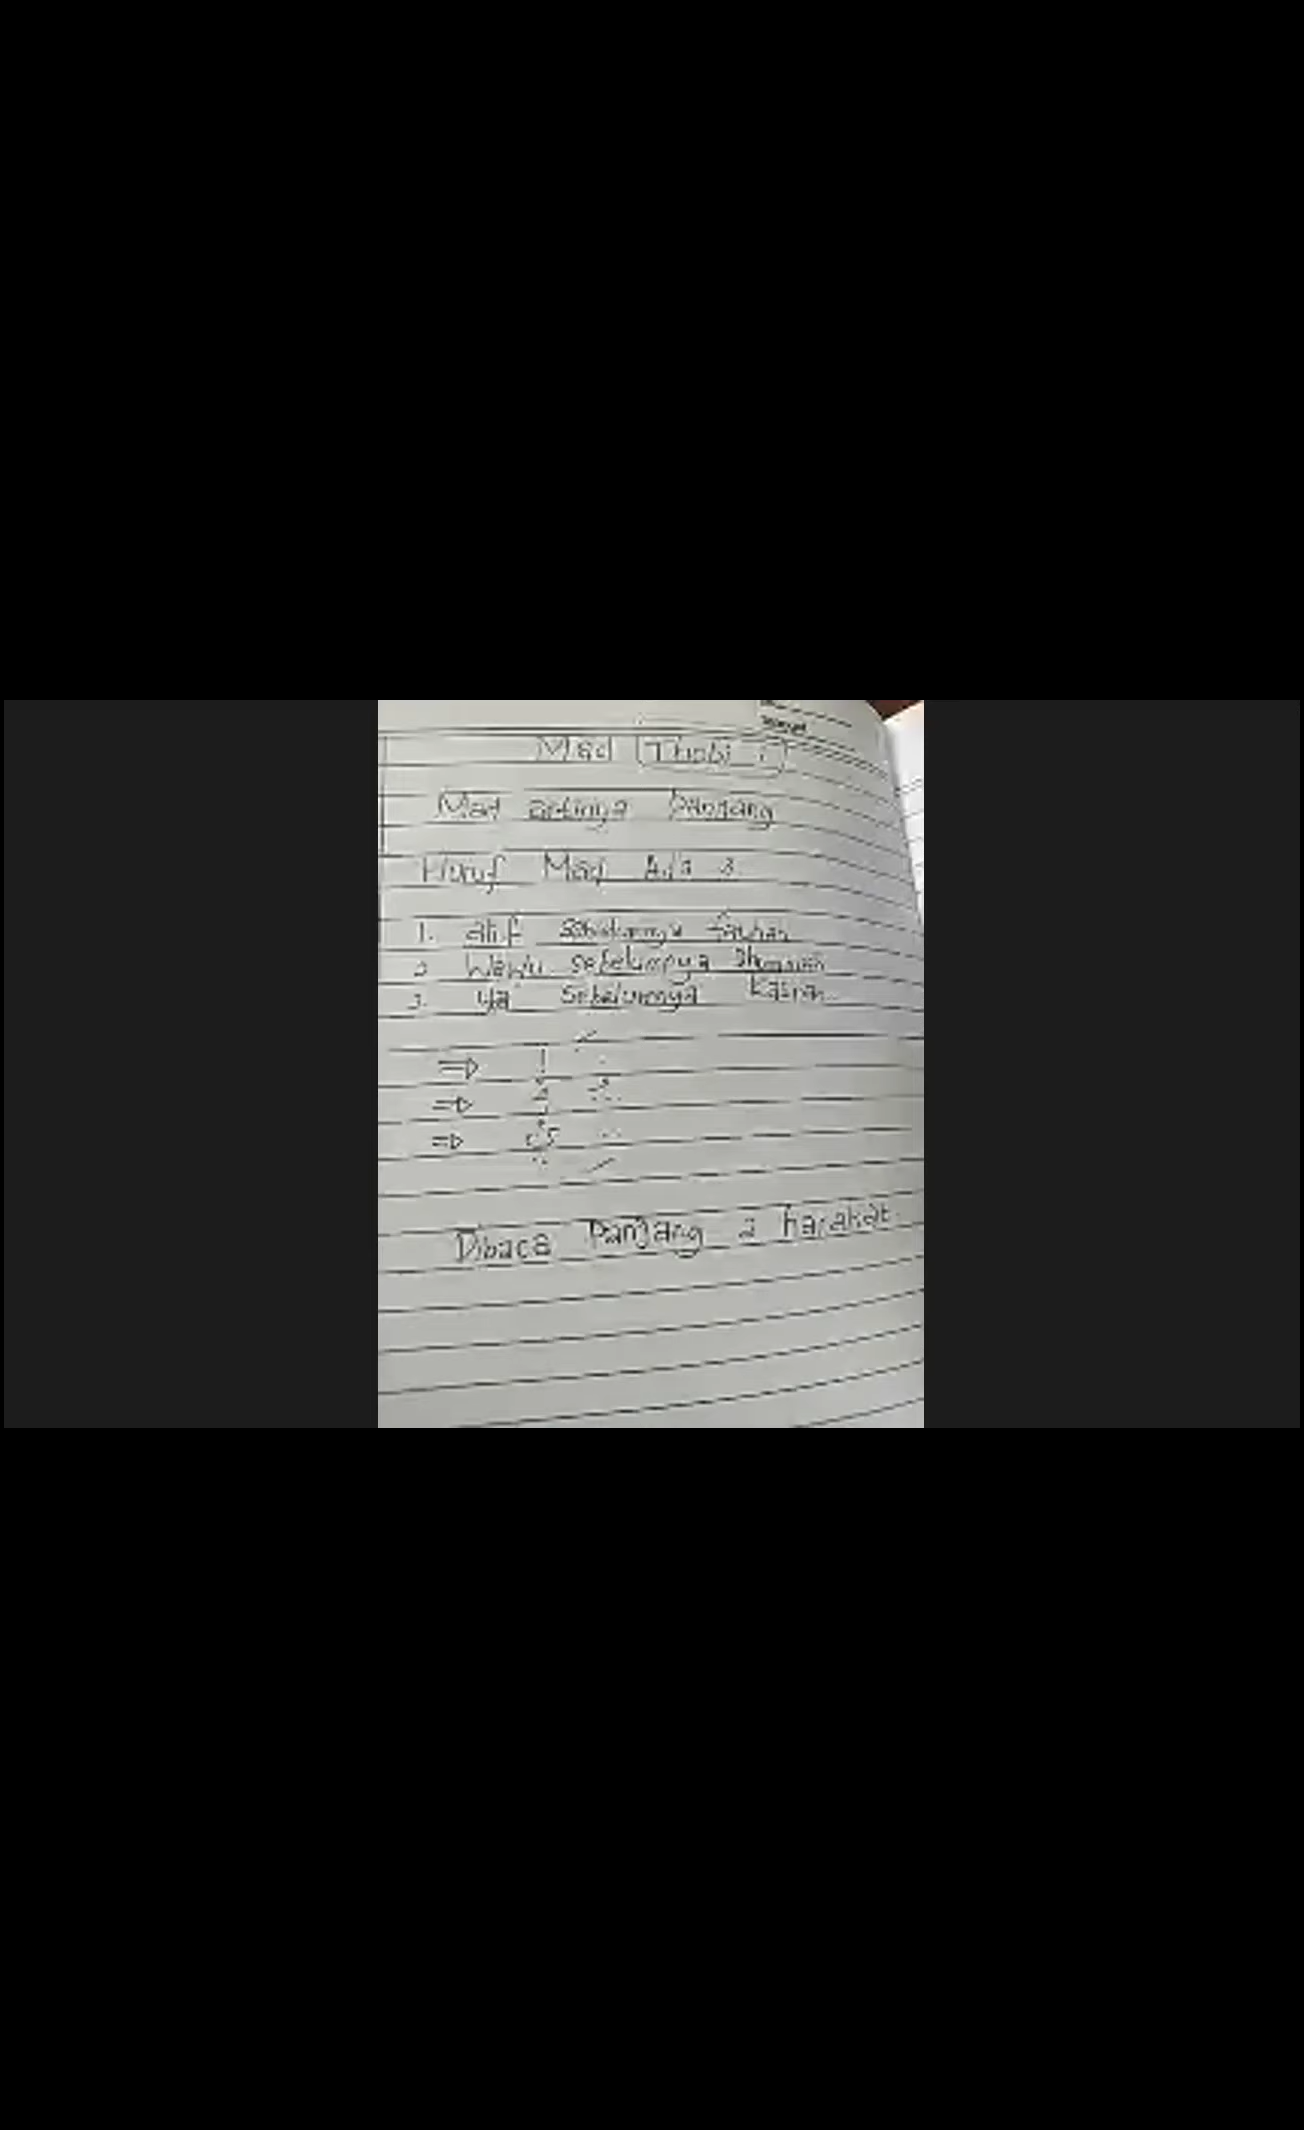 Mad Thobi'i
Mad artinya Panjang
Huruf Mad Ada 3
1. alif sebelumnya fathah
2. Wawu sebelumnya Dhommah
3. Ya' sebelumnya Kasrah
⇒ ا
⇒ و
⇒ ي
Dibaca Panjang 2 harakat